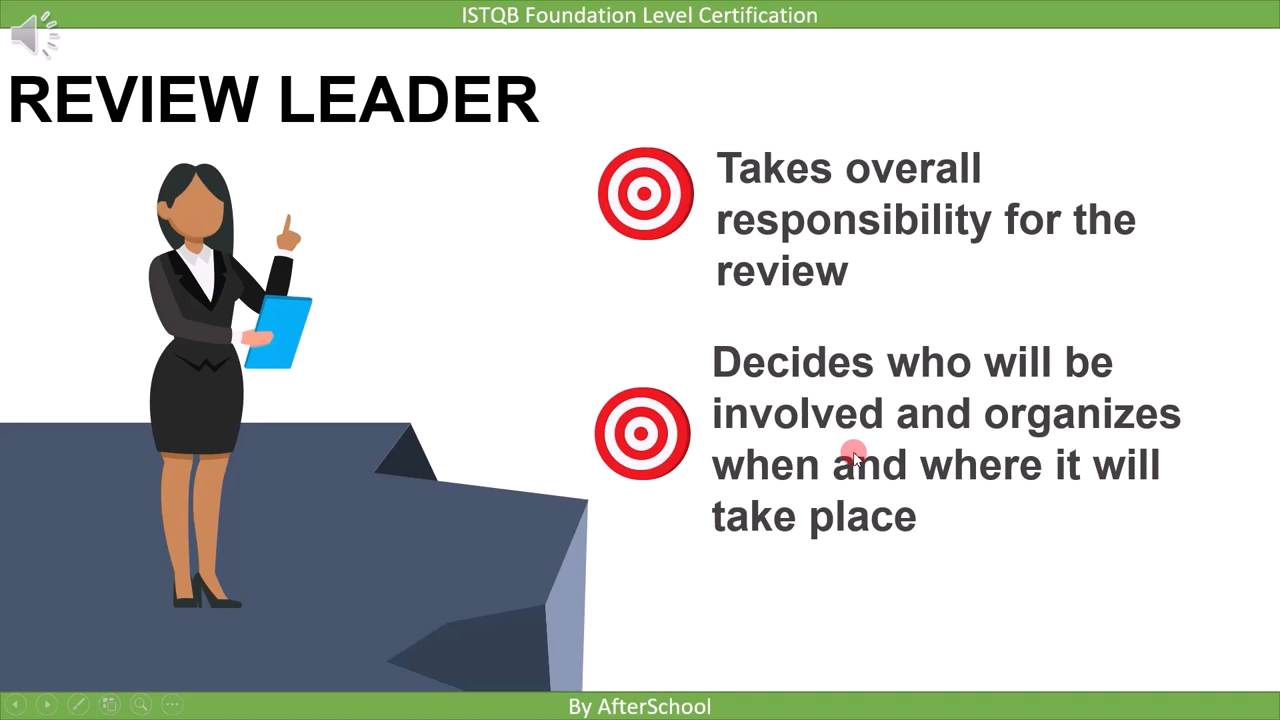 ISTQB Foundation Level Certification
REVIEW LEADER
Takes overall
responsibility for the
review
Decides who will be
involved and organizes
when and where it will
take place
By AfterSchool